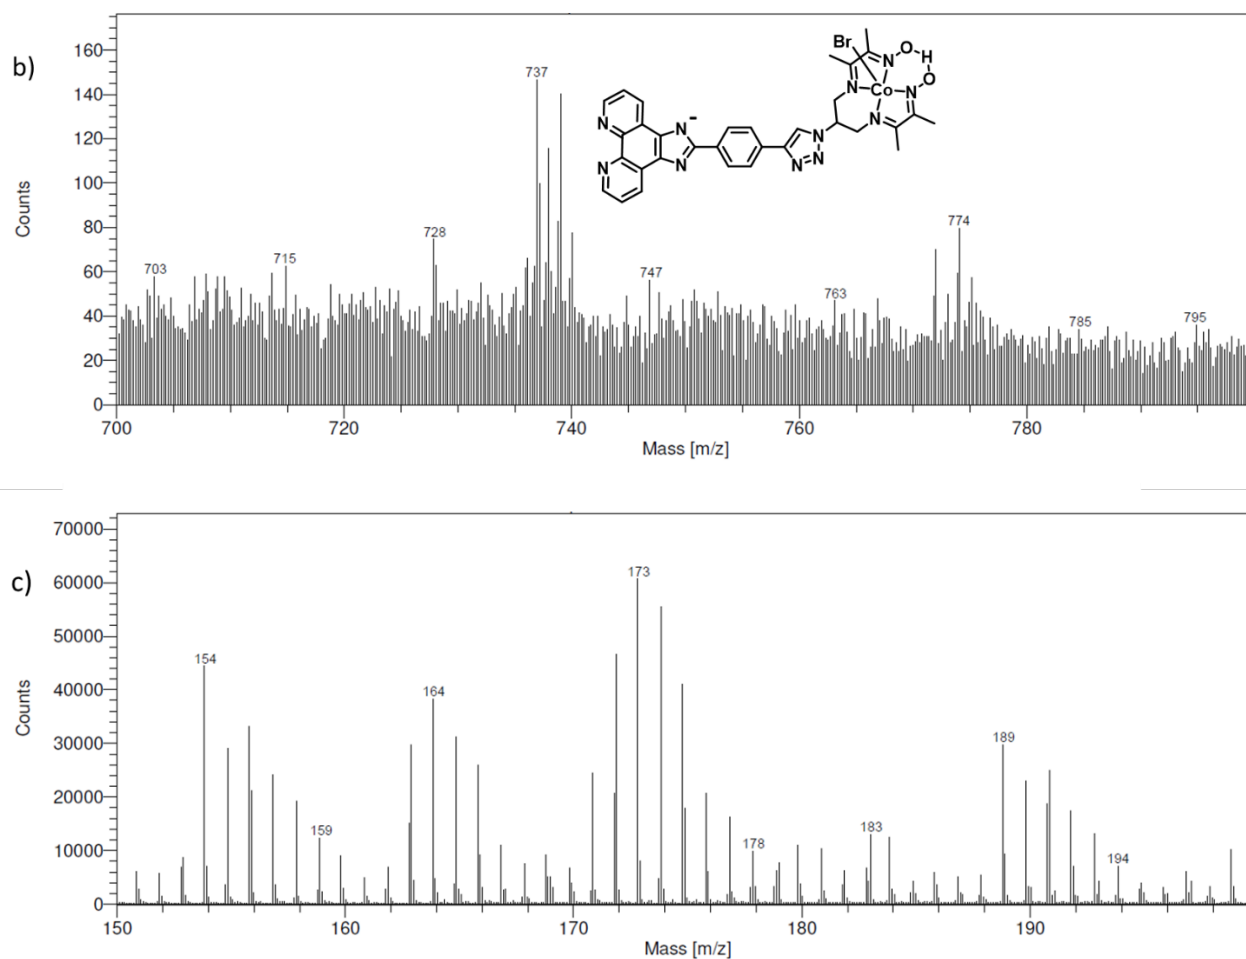 b)
Counts
160
140
120
100
80
60
40
20
0
703
715
728
737
747
763
774
785
795
Br
O
H
O
N
N
Co
N
N
N
N
N
N
N
N
N
−
700
720
740
760
780
Mass [m/z]
c)
Counts
70000
60000
50000
40000
30000
20000
10000
0
154
159
164
173
178
183
189
194
150
160
170
180
190
Mass [m/z]